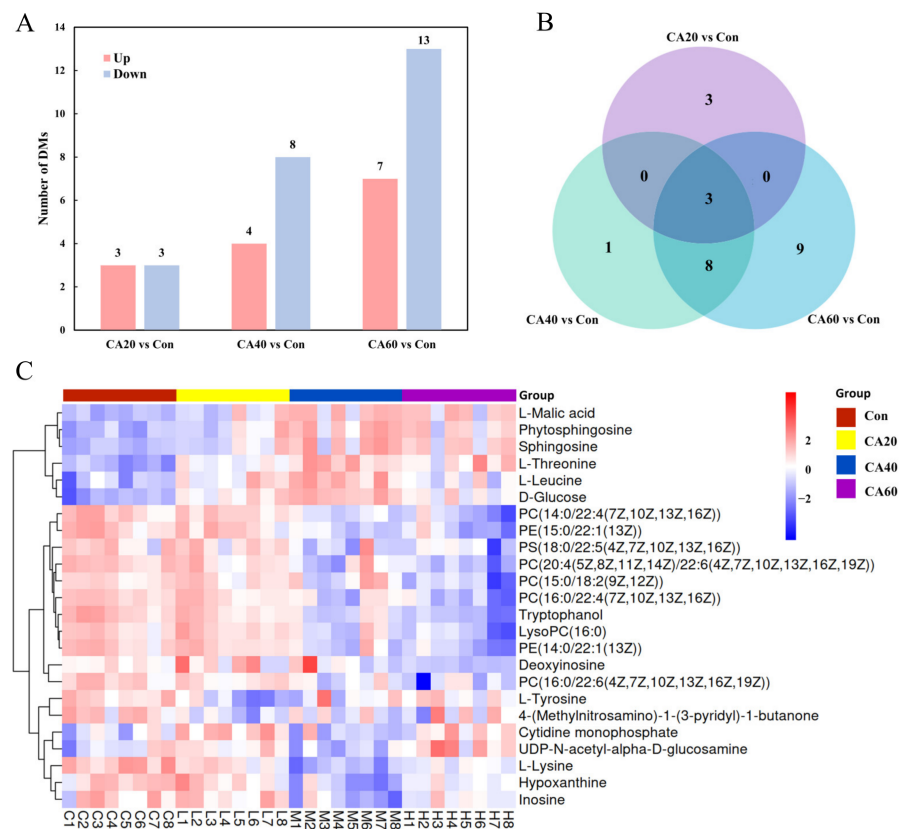 A
14
12
10
8
6
4
2
0
Number of DMs
Up
Down
3
3
4
8
7
13
CA20 vs Con
CA40 vs Con
CA60 vs Con
B
CA20 vs Con
3
0
0
3
1
8
9
CA40 vs Con
CA60 vs Con
C
Group
L-Malic acid
Phytosphingosine
Sphingosine
L-Threonine
L-Leucine
D-Glucose
PC(14:0/22:4(7Z,10Z,13Z,16Z))
PE(15:0/22:1(13Z))
PS(18:0/22:5(4Z,7Z,10Z,13Z,16Z))
PC(20:4(5Z,8Z,11Z,14Z)/22:6(4Z,7Z,10Z,13Z,16Z,19Z))
PC(15:0/18:2(9Z,12Z))
PC(16:0/22:4(7Z,10Z,13Z,16Z))
Tryptophanol
LysoPC(16:0)
PE(14:0/22:1(13Z))
Deoxyinosine
PC(16:0/22:6(4Z,7Z,10Z,13Z,16Z,19Z))
L-Tyrosine
4-(Methylnitrosamino)-1-(3-pyridyl)-1-butanone
Cytidine monophosphate
UDP-N-acetyl-alpha-D-glucosamine
L-Lysine
Hypoxanthine
Inosine
C1 C2 C3 C4 C5 C6 C7 C8 L1 L2 L3 L4 L5 L6 L7 L8 M1 M2 M3 M4 M5 M6 M7 M8 H1 H2 H3 H4 H5 H6 H7 H8
2
0
−2
Group
Con
CA20
CA40
CA60